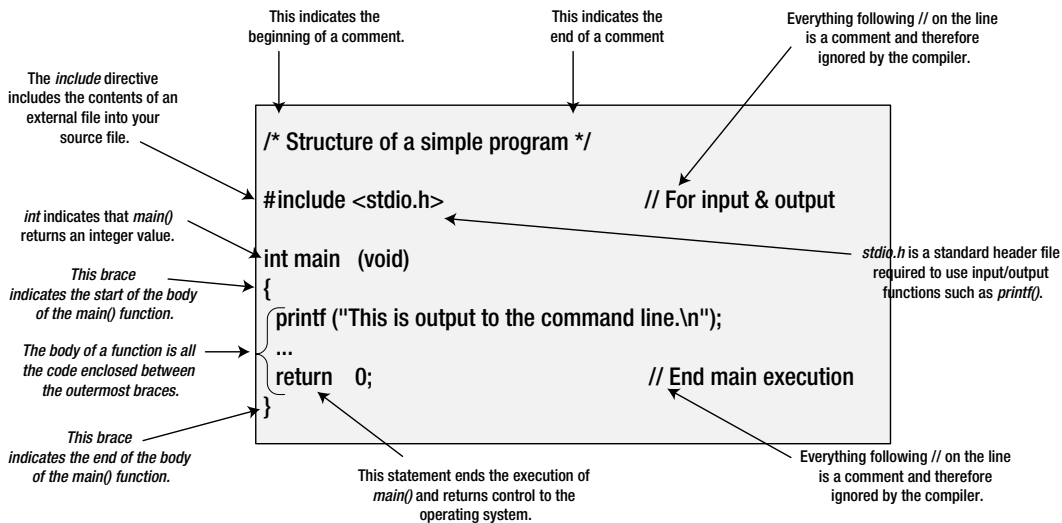 This indicates the
beginning of a comment.
This indicates the
end of a comment
Everything following // on the line
is a comment and therefore
ignored by the compiler.
The include directive
includes the contents of an
external file into your
source file.
/* Structure of a simple program */
#include <stdio.h> // For input & output
int indicates that main()
returns an integer value.
int main (void)
stdio.h is a standard header file
required to use input/output
functions such as printf().
This brace
indicates the start of the body
of the main() function.
{
printf ("This is output to the command line.\n");
The body of a function is all
the code enclosed between
the outermost braces.
...
return 0; // End main execution
}
This brace
indicates the end of the body
of the main() function.
This statement ends the execution of
main() and returns control to the
operating system.
Everything following // on the line
is a comment and therefore
ignored by the compiler.